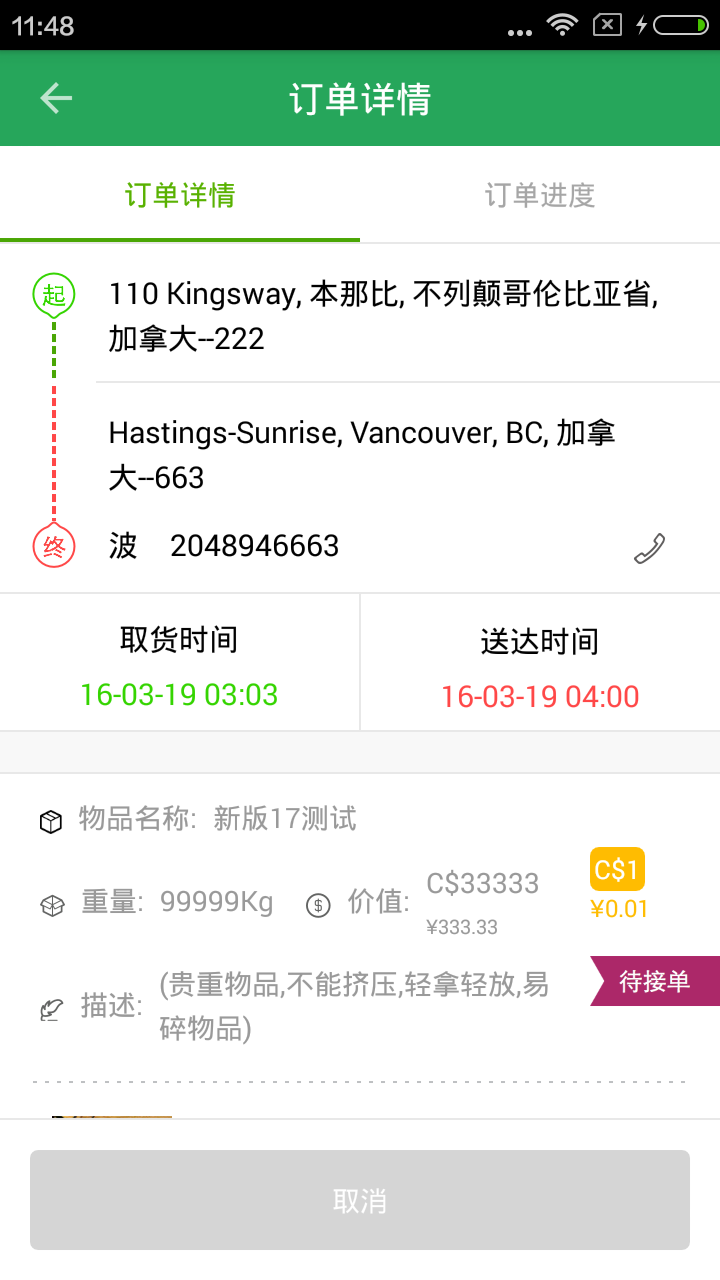 11:48
订单详情
订单详情
订单进度
起
110 Kingsway, 本那比, 不列颠哥伦比亚省,
加拿大--222
Hastings-Sunrise, Vancouver, BC, 加拿
大--663
终
波 2048946663
取货时间
送达时间
16-03-19 03:03
16-03-19 04:00
物品名称: 新版17测试
重量: 99999Kg
价值:
C$33333
¥333.33
C$1
¥0.01
描述:
(贵重物品,不能挤压,轻拿轻放,易
碎物品)
待接单
取消